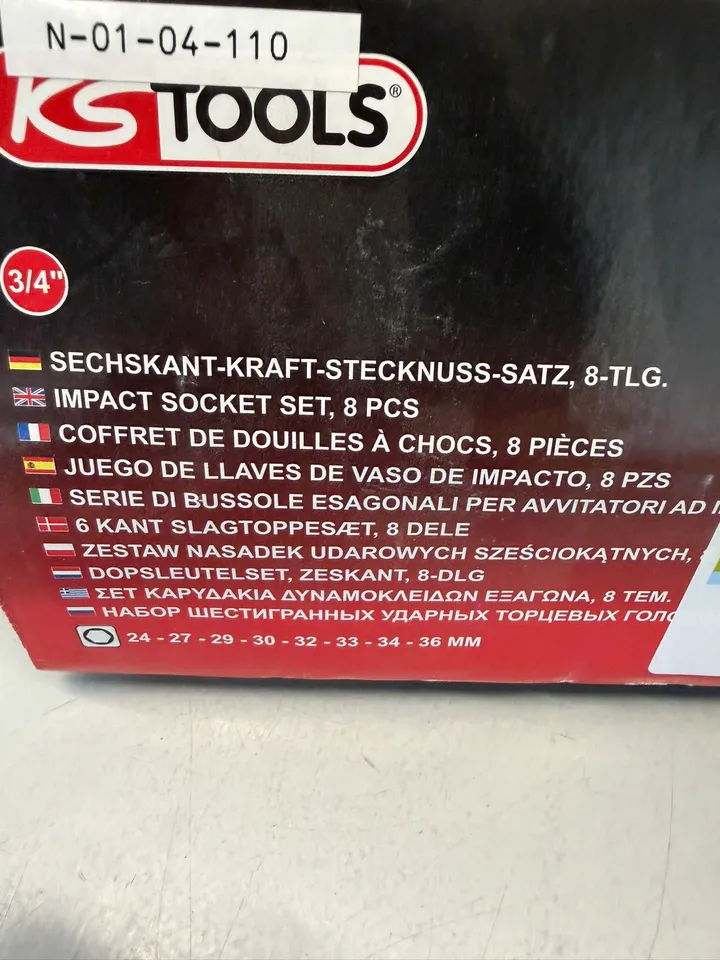 N-01-04-110
KS TOOLS®
3/4"
SECHSKANT-KRAFT-STECKNUSS-SATZ, 8-TLG.
IMPACT SOCKET SET, 8 PCS
COFFRET DE DOUILLES À CHOCS, 8 PIÈCES
JUEGO DE LLAVES DE VASO DE IMPACTO, 8 PZS
SERIE DI BUSSOLE ESAGONALI PER AVVITATORI AD
6 KANT SLAGTOPPESÆT, 8 DELE
ZESTAW NASADEK UDAROWYCH SZEŚCIOKĄTNYCH,
DOPSLEUTELSET, ZESKANT, 8-DLG
ΣΕΤ ΚΑΡΥΔΑΚΙΑ ΔΥΝΑΜΟΚΛΕΙΔΩΝ ΕΞΑΓΩΝΑ, 8 ΤΕΜ.
НАБОР ШЕСТИГРАННЫХ УДАРНЫХ ТОРЦЕВЫХ
24 - 27 - 29 - 30 - 32 - 33 - 34 - 36 MM